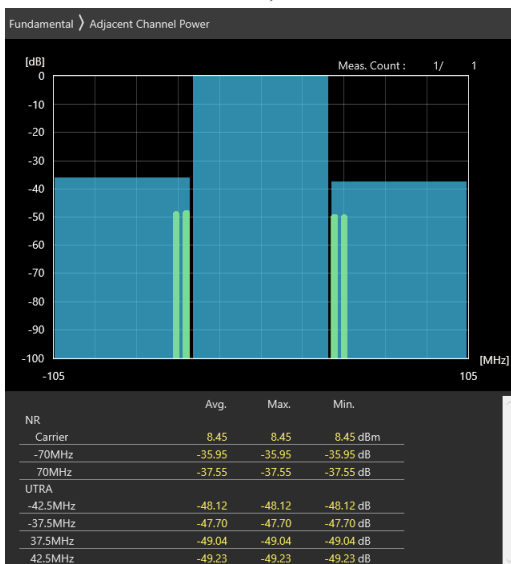 Fundamental 〉 Adjacent Channel Power
[dB]
Meas. Count : 1/ 1
0
-10
-20
-30
-40
-50
-60
-70
-80
-90
-100
[MHz]
-105 105
Avg. Max. Min.
NR
Carrier 8.45 8.45 8.45 dBm
-70MHz -35.95 -35.95 -35.95 dB
70MHz -37.55 -37.55 -37.55 dB
UTRA
-42.5MHz -48.12 -48.12 -48.12 dB
-37.5MHz -47.70 -47.70 -47.70 dB
37.5MHz -49.04 -49.04 -49.04 dB
42.5MHz -49.23 -49.23 -49.23 dB